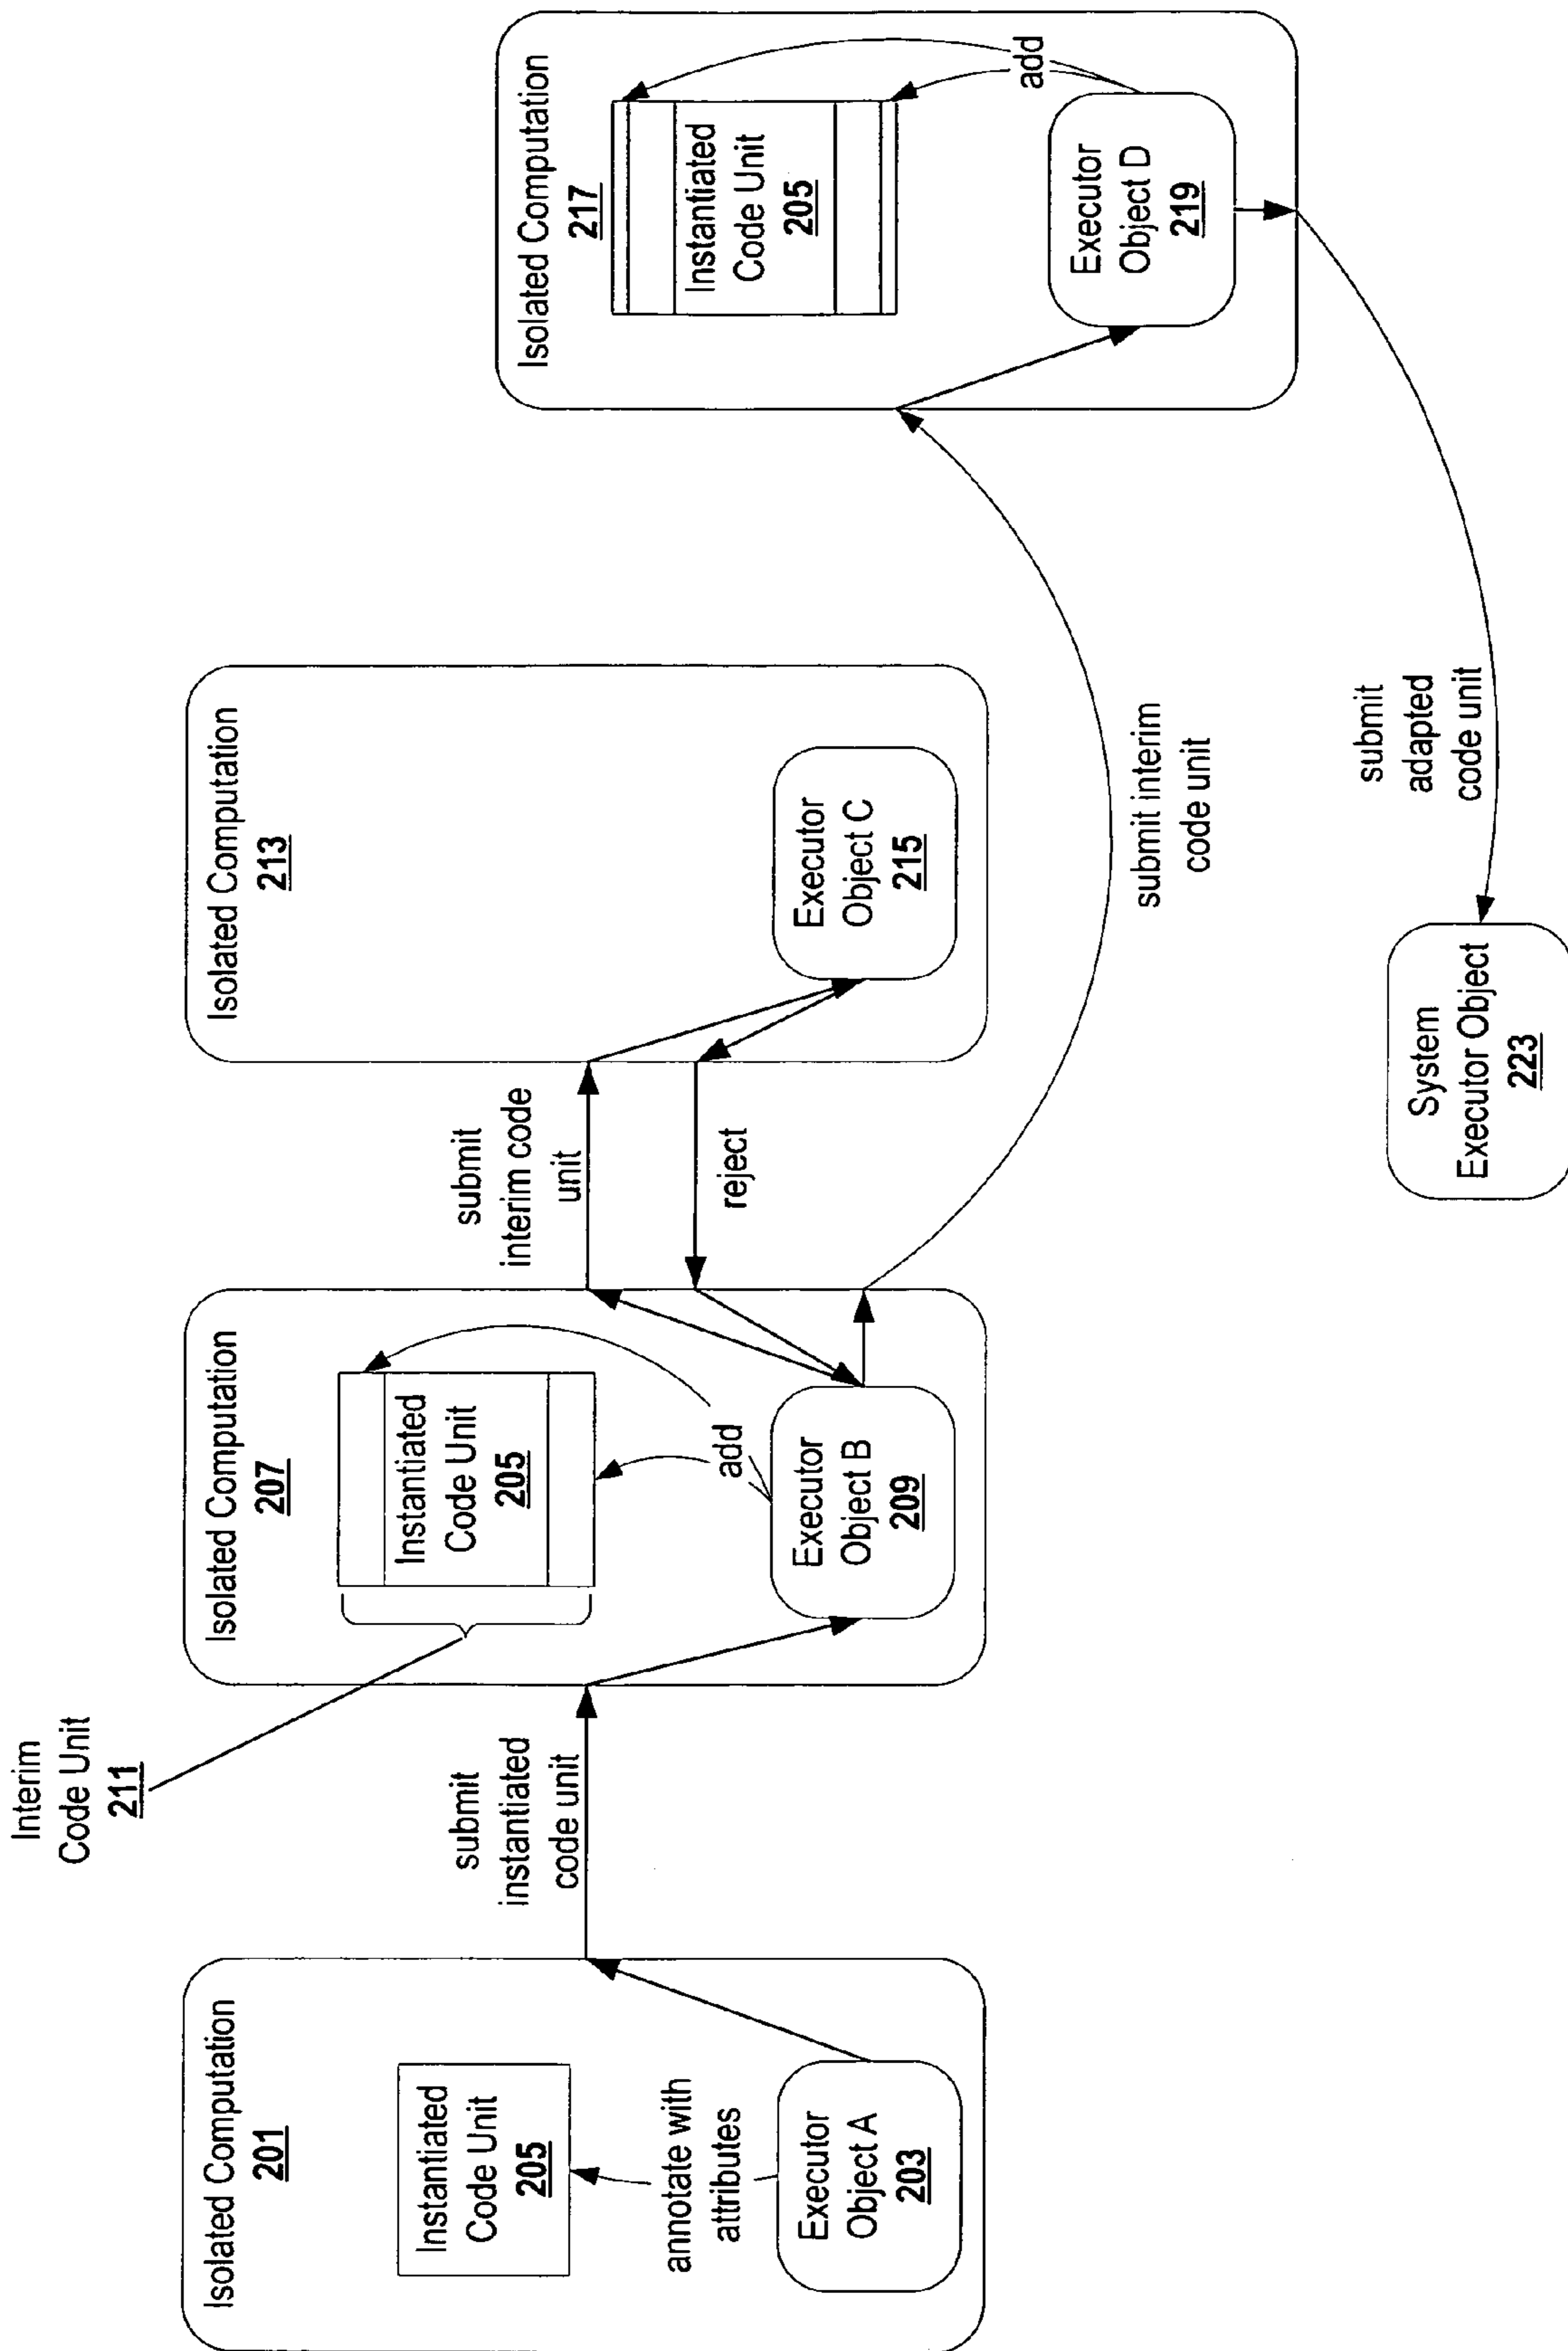 Interim
Code Unit
211
Isolated Computation
201
Instantiated
Code Unit
205
annotate with
attributes
Executor
Object A
203
submit
instantiated
code unit
Isolated Computation
207
Instantiated
Code Unit
205
add
Executor
Object B
209
submit
interim code
unit
reject
Isolated Computation
213
Executor
Object C
215
submit interim
code unit
Isolated Computation
217
Instantiated
Code Unit
205
add
Executor
Object D
219
submit
adapted
code unit
System
Executor Object
223